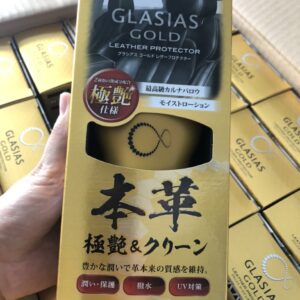 GLASIAS
GOLD
LEATHER PROTECTOR
グラシアス ゴールド レザープロテクター
極艶
仕様
最高級カルナバロウ
モイストローション
本革
極艶&クリーン
豊かな潤いで革本来の質感を維持。
潤い・保護
撥水
UV対策
GLASIAS
GOLD
GLASIAS
GOLD